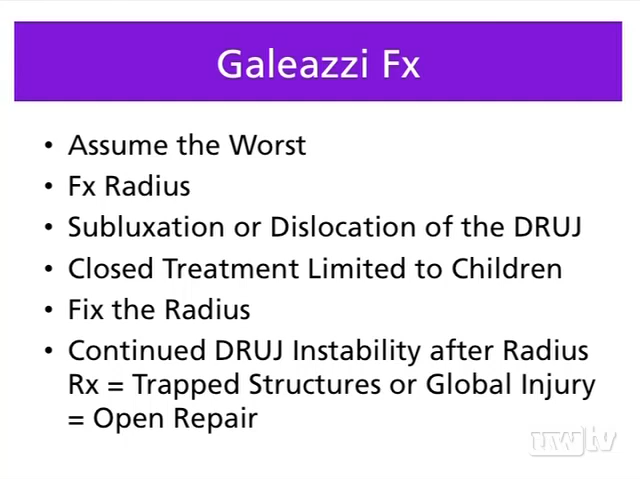 Galeazzi Fx
• Assume the Worst
• Fx Radius
• Subluxation or Dislocation of the DRUJ
• Closed Treatment Limited to Children
• Fix the Radius
• Continued DRUJ Instability after Radius
Rx = Trapped Structures or Global Injury
= Open Repair
uwtv